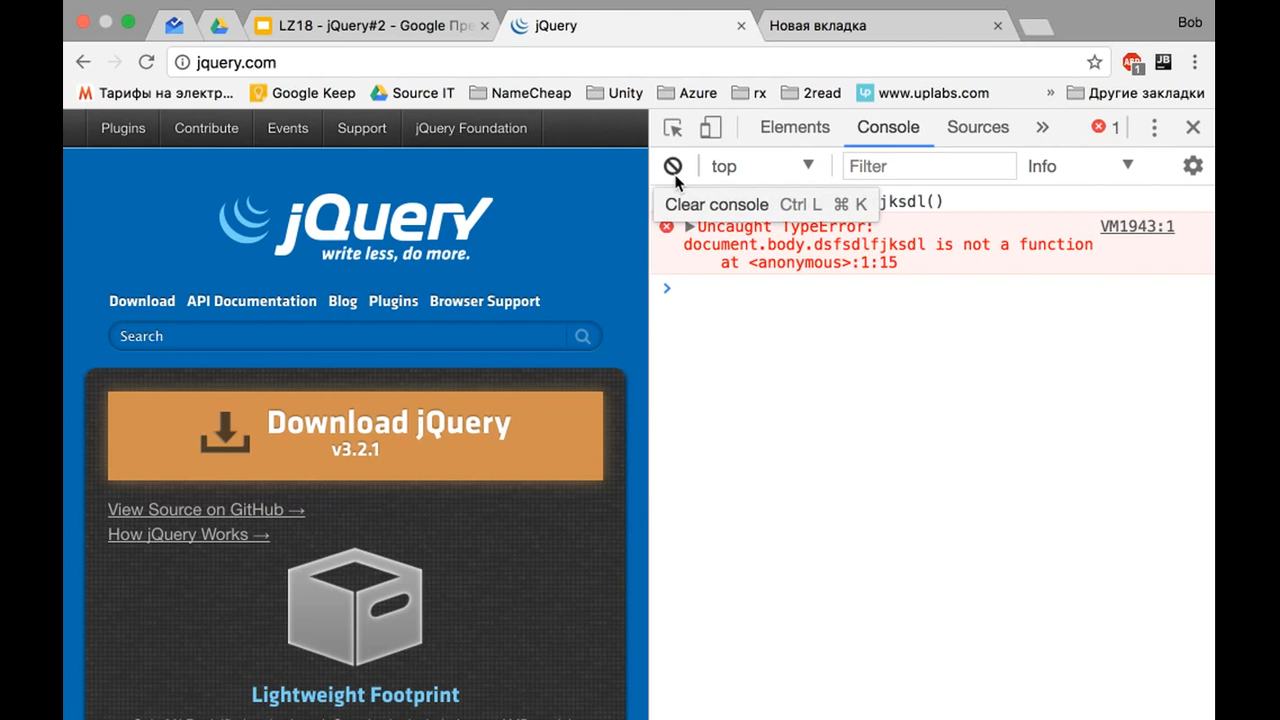 LZ18 - jQuery#2 - Google Пре
jQuery
Новая вкладка
Bob
jquery.com
ABP
1
JB
Тарифы на электр...
Google Keep
Source IT
NameCheap
Unity
Azure
rx
2read
up
www.uplabs.com
»
Другие закладки
Plugins
Contribute
Events
Support
jQuery Foundation
Elements
Console
Sources
»
1
top
Filter
Info
Clear console Ctrl L ⌘ K
jksdl()
Uncaught TypeError:
VM1943:1
document.body.dsfsdlfjksdl is not a function
at <anonymous>:1:15
>
jQuery
write less, do more.
Download
API Documentation
Blog
Plugins
Browser Support
Search
Download jQuery
v3.2.1
View Source on GitHub →
How jQuery Works →
Lightweight Footprint